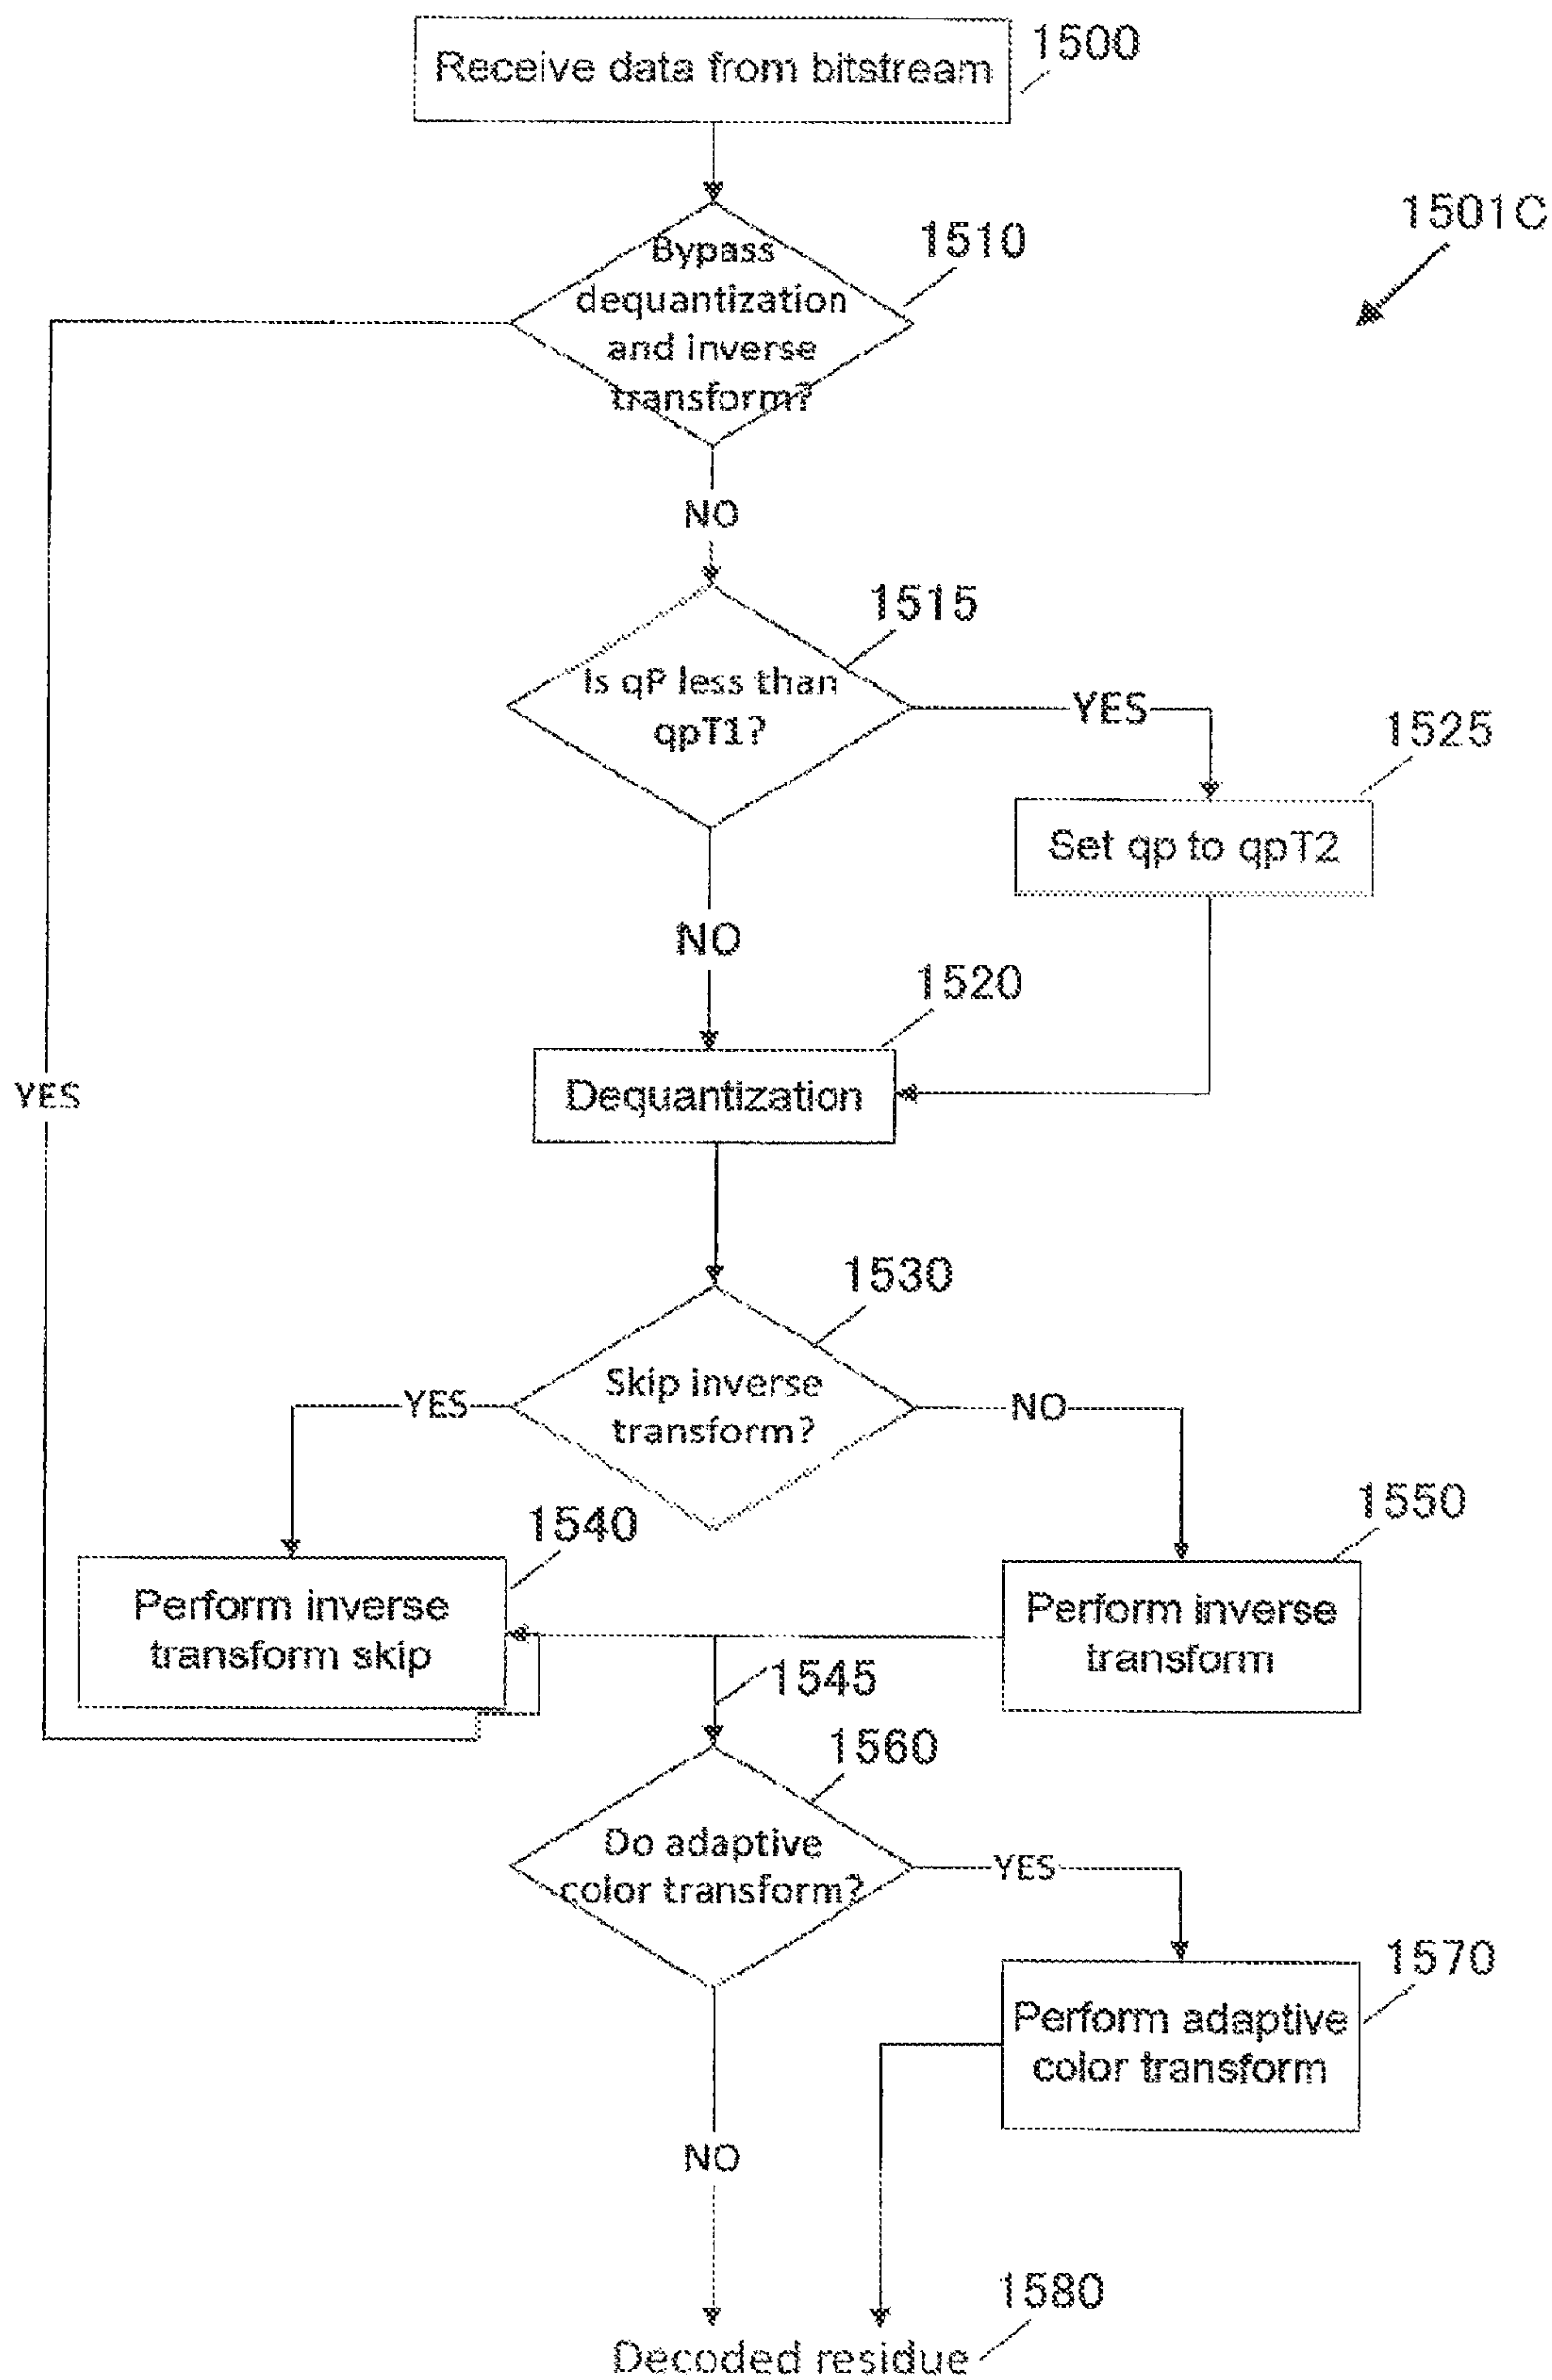 Receive data from bitstream
1500
1501C
Bypass
dequantization
and inverse
transform?
1510
NO
1515
Is qP less than
qpT1?
YES
1525
Set qp to qpT2
NO
1520
Dequantization
YES
1530
Skip inverse
transform?
YES
NO
1540
1550
Perform inverse
transform skip
Perform inverse
transform
1545
1560
Do adaptive
color transform?
YES
1570
Perform adaptive
color transform
NO
1580
Decoded residue